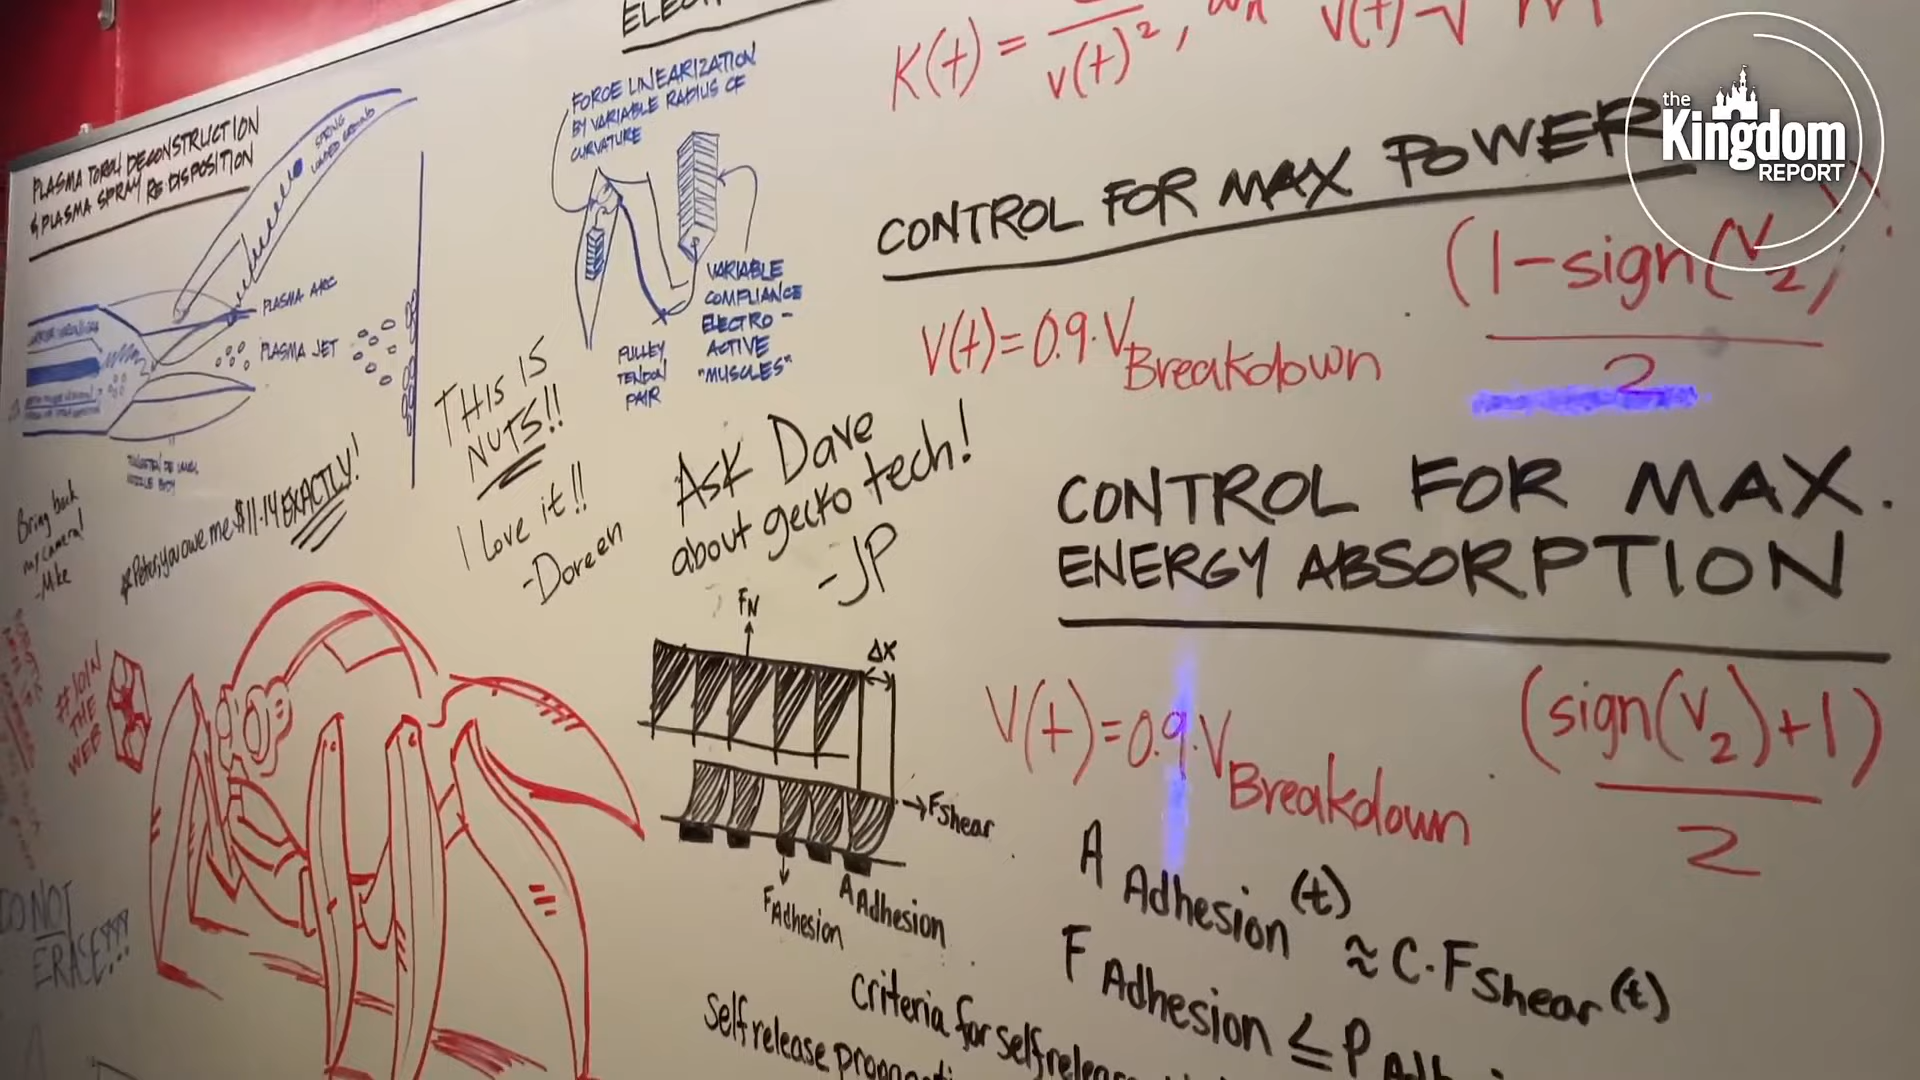 the
Kingdom
REPORT
PLASMA TORCH DECONSTRUCTION
& PLASMA SPRAY RE-DISPOSITION
STRING
LOADED GROUND
PLASMA ARC
PLASMA JET
FORCE LINEARIZATION
BY VARIABLE RADIUS OF
CURVATURE
VARIABLE
COMPLIANCE
ELECTRO-
ACTIVE
"MUSCLES"
PULLEY
TENDON
PAIR
K(t) =
v(t)²,
v(t)
CONTROL FOR MAX POWER
V(t)=0.9·V Breakdown · (1-sign(V2))
2
THIS IS
NUTS!!
I love it!!
-Doreen
Ask Dave
about gecko tech!
-JP
Bring back
my camera!
-Mike
Peter, you owe me $11.14 EXACTLY!
#JOIN
THE
WEB
DO NOT
ERASE!!!
CONTROL FOR MAX.
ENERGY ABSORPTION
V(t)=0.9·V Breakdown · (sign(V2)+1)
2
FN
ΔX
Fshear
FAdhesion
AAdhesion
A Adhesion (t) ≈ C·FShear (t)
F Adhesion ≤ P
Criteria for self
Self release